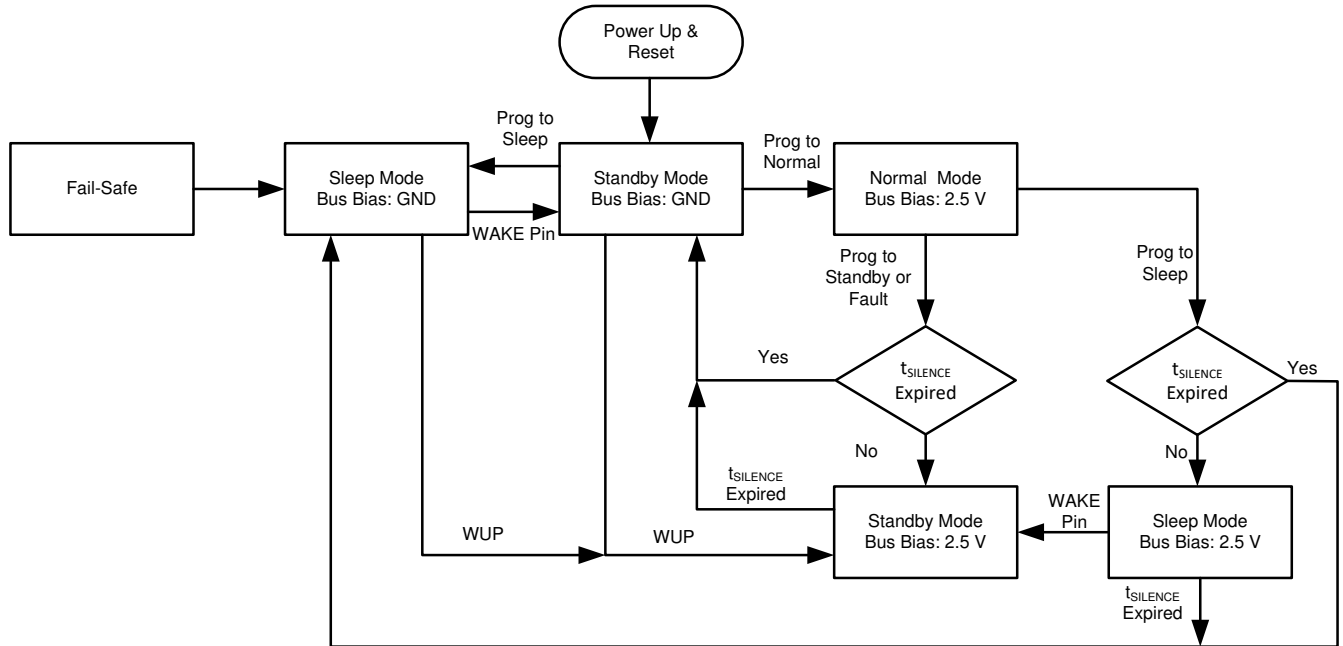 Power Up &
Reset
Prog to
Sleep
Prog to
Normal
Fail-Safe
Sleep Mode
Bus Bias: GND
Standby Mode
Bus Bias: GND
Normal Mode
Bus Bias: 2.5 V
WAKE Pin
Prog to
Standby or
Fault
Prog to
Sleep
Yes
tSILENCE
Expired
tSILENCE
Expired
Yes
No
No
tSILENCE
Expired
WAKE
Pin
Standby Mode
Bus Bias: 2.5 V
Sleep Mode
Bus Bias: 2.5 V
WUP
WUP
tSILENCE
Expired